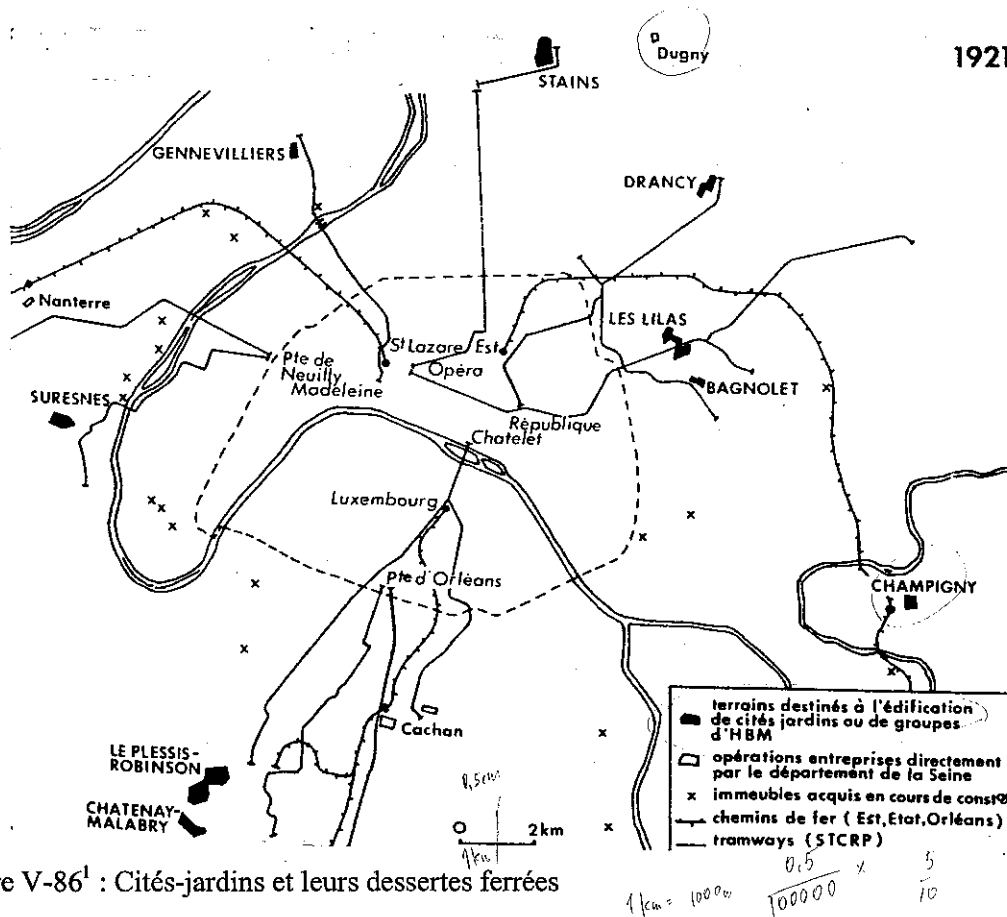 1921
Dugny
STAINS
GENNEVILLIERS
DRANCY
Nanterre
LES LILAS
St Lazare
Est
Pte de
Neuilly
Opéra
Madeleine
BAGNOLET
SURESNES
République
Chatelet
Luxembourg
Pte d'Orléans
CHAMPIGNY
Cachan
LE PLESSIS-
ROBINSON
CHATENAY-
MALABRY
terrains destinés à l'édification
de cités jardins ou de groupes
d'HBM
opérations entreprises directement
par le département de la Seine
x immeubles acquis en cours de const
chemins de fer (Est, Etat, Orléans)
tramways (STCRP)
0,5cm
O 2km
1km
re V-86¹ : Cités-jardins et leurs dessertes ferrées
1km = 1000m
0,5
100000
x
5
10